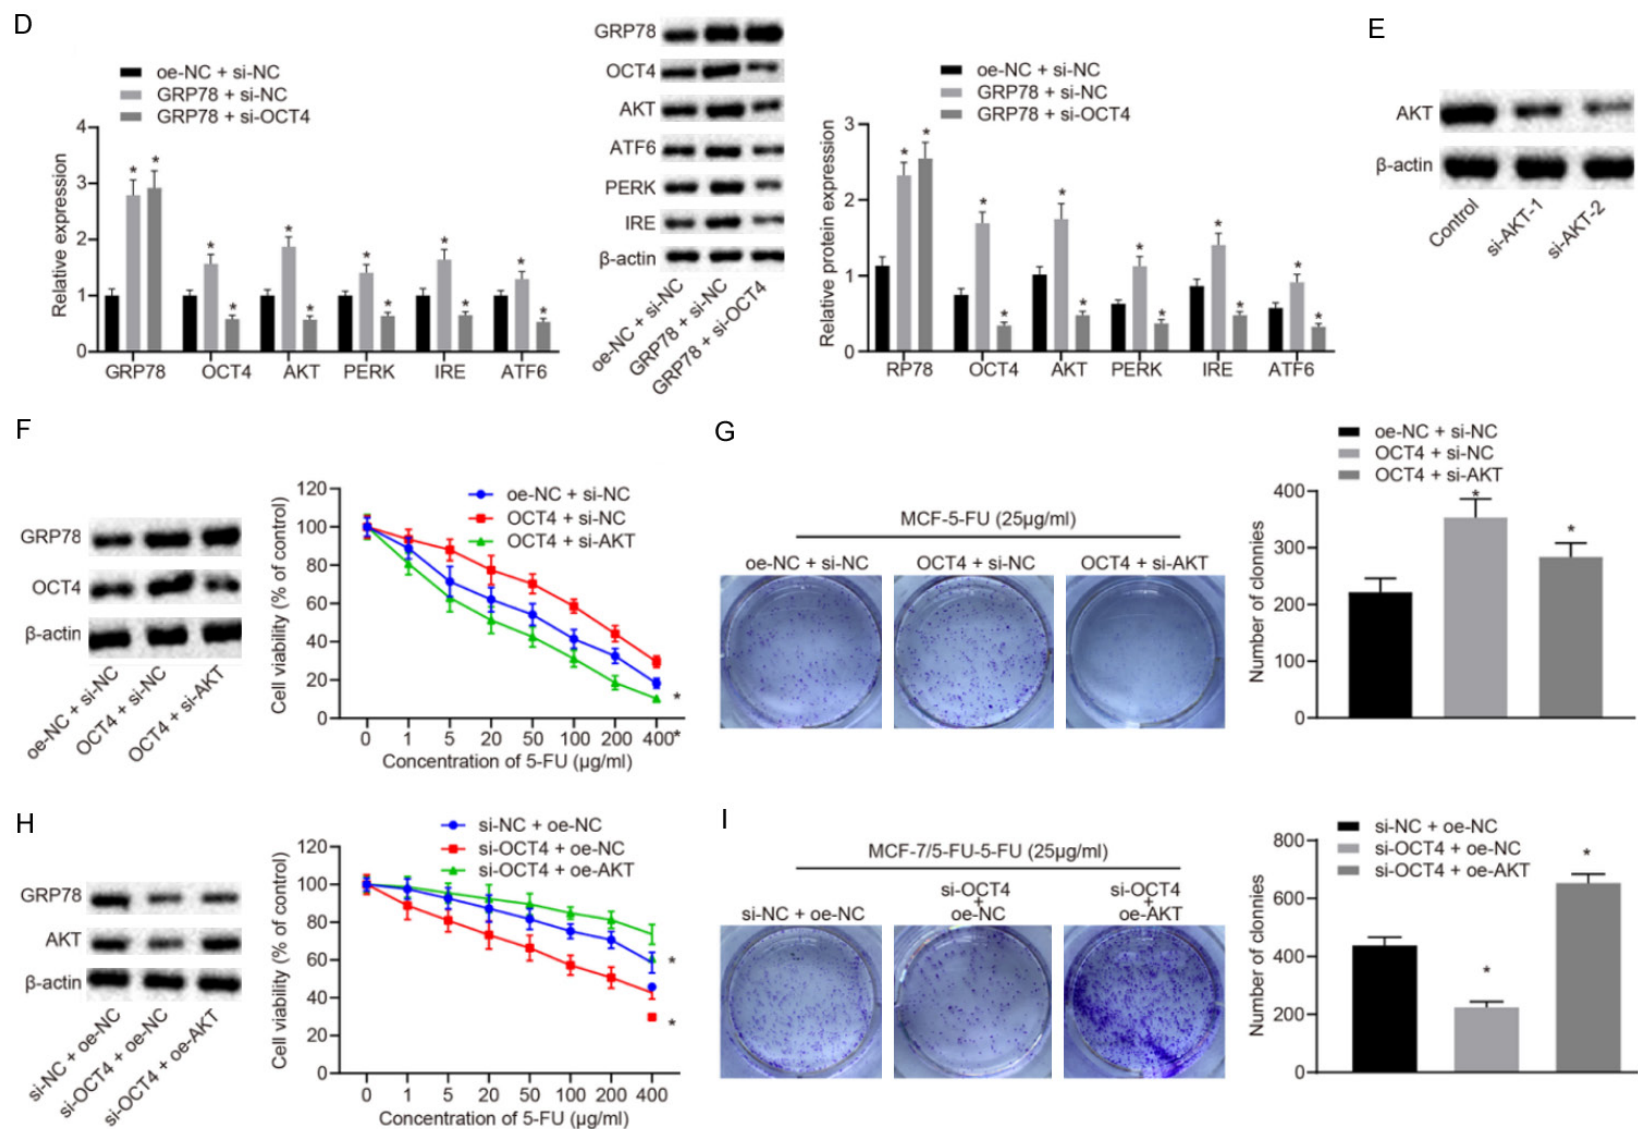 D
oe-NC + si-NC
GRP78 + si-NC
GRP78 + si-OCT4
Relative expression
4
3
2
1
0
* * * * * * * * * * * *
GRP78 OCT4 AKT PERK IRE ATF6
GRP78
OCT4
AKT
ATF6
PERK
IRE
β-actin
oe-NC + si-NC
GRP78 + si-NC
GRP78 + si-OCT4
oe-NC + si-NC
GRP78 + si-NC
GRP78 + si-OCT4
Relative protein expression
3
2
1
0
* * * * * * * * * * * *
RP78 OCT4 AKT PERK IRE ATF6
E
AKT
β-actin
Control
si-AKT-1
si-AKT-2
F
GRP78
OCT4
β-actin
oe-NC + si-NC
OCT4 + si-NC
OCT4 + si-AKT
oe-NC + si-NC
OCT4 + si-NC
OCT4 + si-AKT
Cell viability (% of control)
120
100
80
60
40
20
0
*
0 1 5 20 50 100 200 400*
Concentration of 5-FU (μg/ml)
G
MCF-5-FU (25μg/ml)
oe-NC + si-NC OCT4 + si-NC OCT4 + si-AKT
oe-NC + si-NC
OCT4 + si-NC
OCT4 + si-AKT
Number of clonnies
400
300
200
100
0
* *
H
GRP78
AKT
β-actin
si-NC + oe-NC
si-OCT4 + oe-NC
si-OCT4 + oe-AKT
si-NC + oe-NC
si-OCT4 + oe-NC
si-OCT4 + oe-AKT
Cell viability (% of control)
120
100
80
60
40
20
0
*
*
0 1 5 20 50 100 200 400
Concentration of 5-FU (μg/ml)
I
MCF-7/5-FU-5-FU (25μg/ml)
si-NC + oe-NC
si-OCT4
+
oe-NC
si-OCT4
+
oe-AKT
si-NC + oe-NC
si-OCT4 + oe-NC
si-OCT4 + oe-AKT
Number of clonnies
800
600
400
200
0
* *